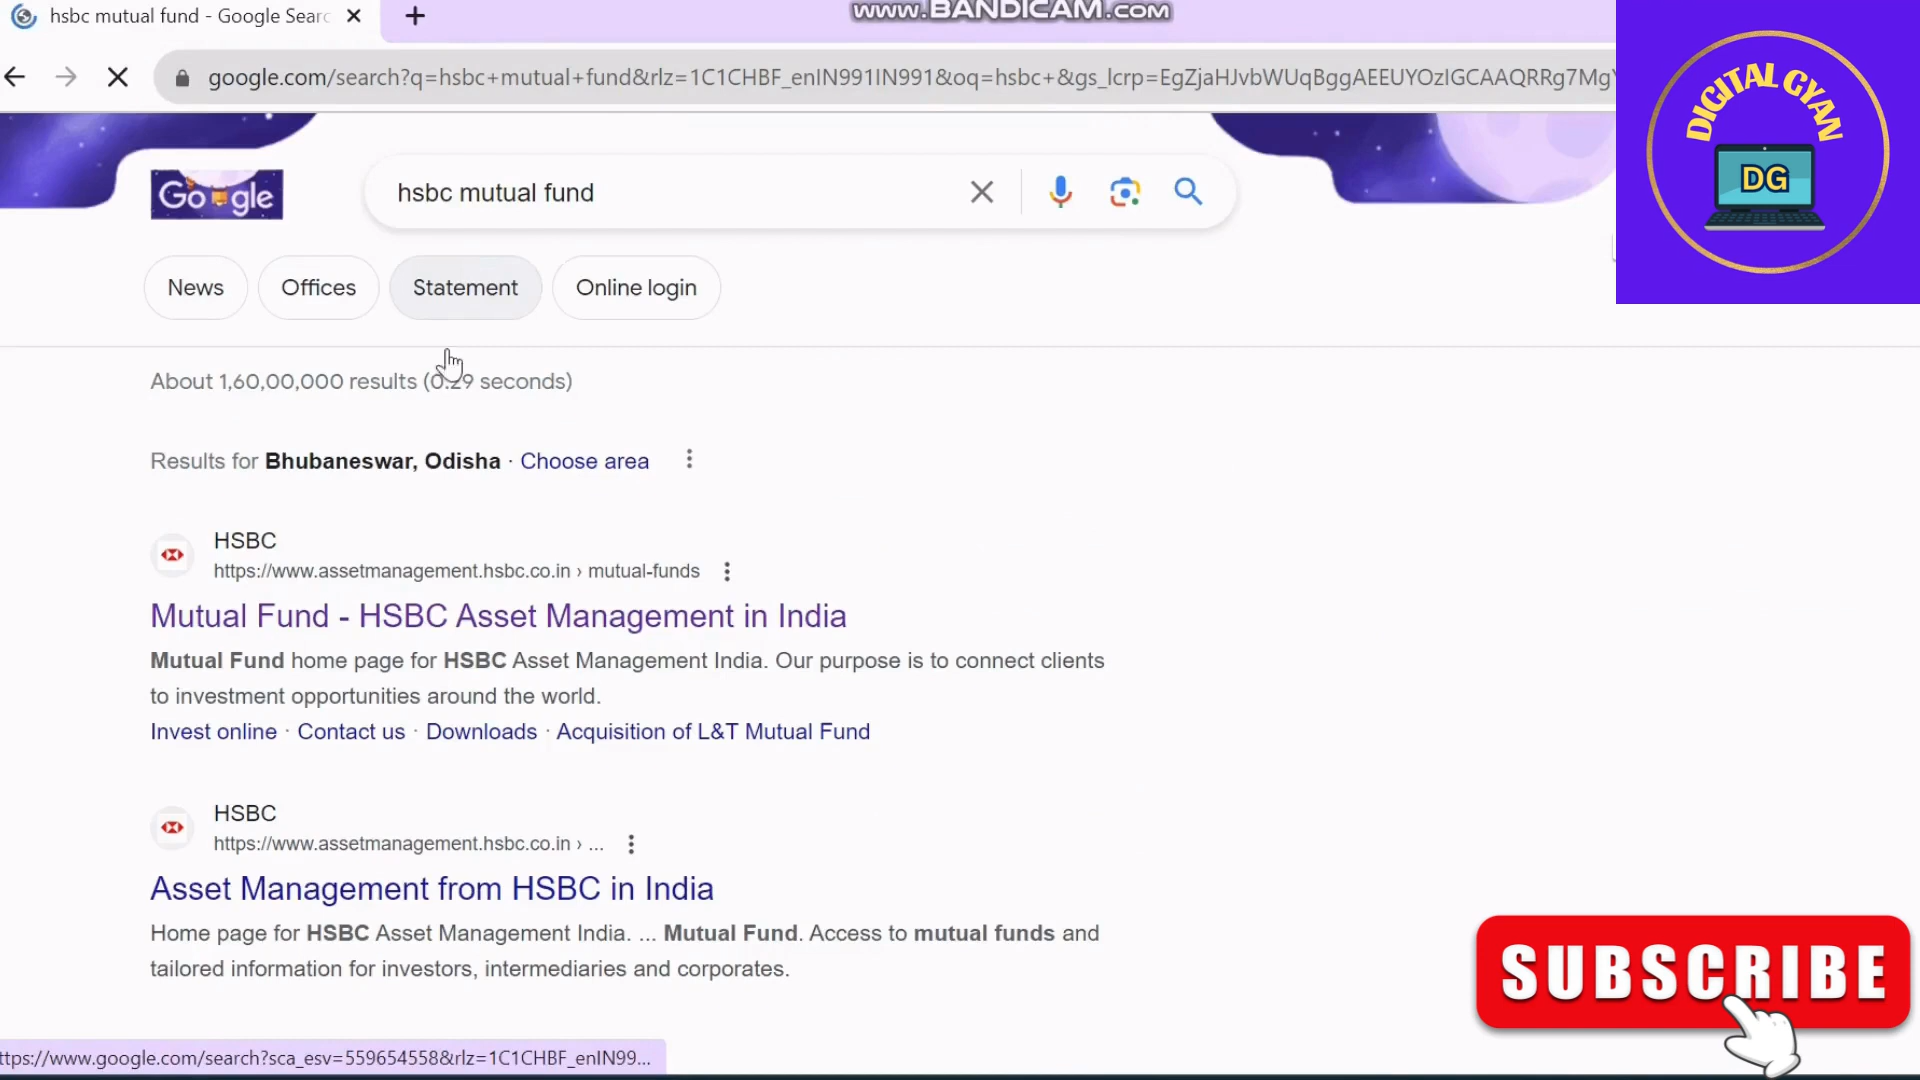 hsbc mutual fund - Google Searc
www.BANDICAM.com
google.com/search?q=hsbc+mutual+fund&rlz=1C1CHBF_enIN991IN991&oq=hsbc+&gs_lcrp=EgZjaHJvbWUqBggAEEUYOzIGCAAQRRg7Mg
DIGITAL GYAN
DG
Google
hsbc mutual fund
News
Offices
Statement
Online login
About 1,60,00,000 results (0.29 seconds)
Results for Bhubaneswar, Odisha · Choose area
HSBC
https://www.assetmanagement.hsbc.co.in › mutual-funds
Mutual Fund - HSBC Asset Management in India
Mutual Fund home page for HSBC Asset Management India. Our purpose is to connect clients
to investment opportunities around the world.
Invest online · Contact us · Downloads · Acquisition of L&T Mutual Fund
HSBC
https://www.assetmanagement.hsbc.co.in › ...
Asset Management from HSBC in India
Home page for HSBC Asset Management India. ... Mutual Fund. Access to mutual funds and
tailored information for investors, intermediaries and corporates.
SUBSCRIBE
ttps://www.google.com/search?sca_esv=559654558&rlz=1C1CHBF_enIN99...